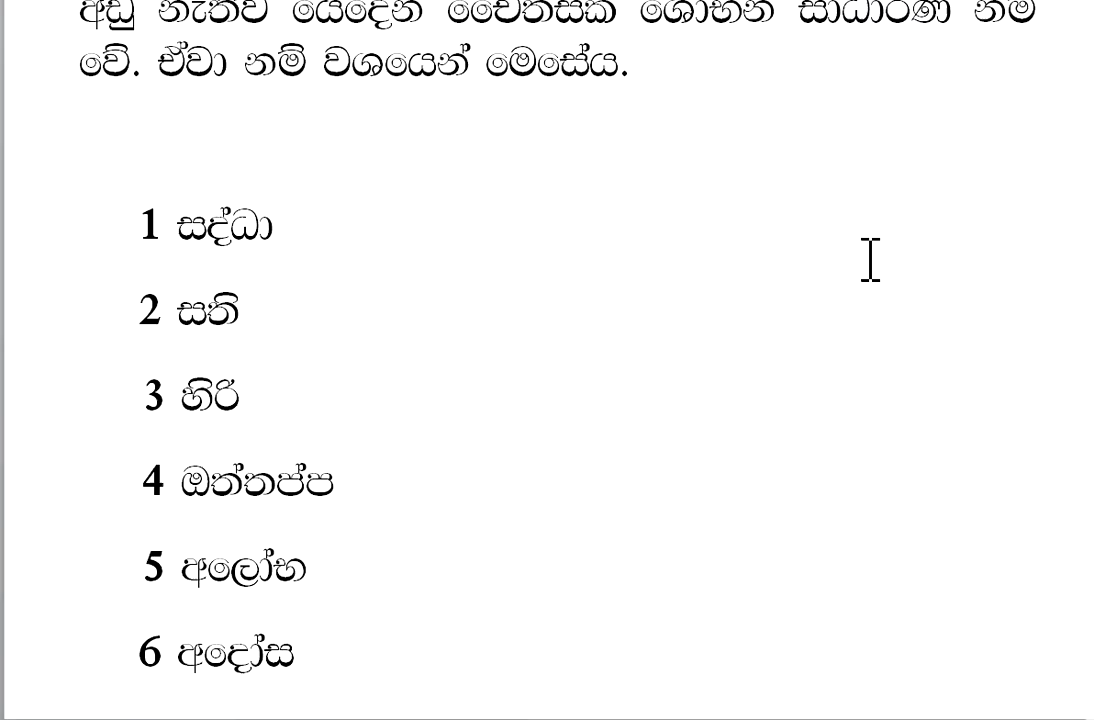 අඩු නැතිව යෙදෙන චෛතසික ශොභන සාධාරණ නම්
වේ. ඒවා නම් වශයෙන් මෙසේය.
1 සද්ධා
2 සති
3 හිරි
4 ඔත්තප්ප
5 අලෝභ
6 අදෝස